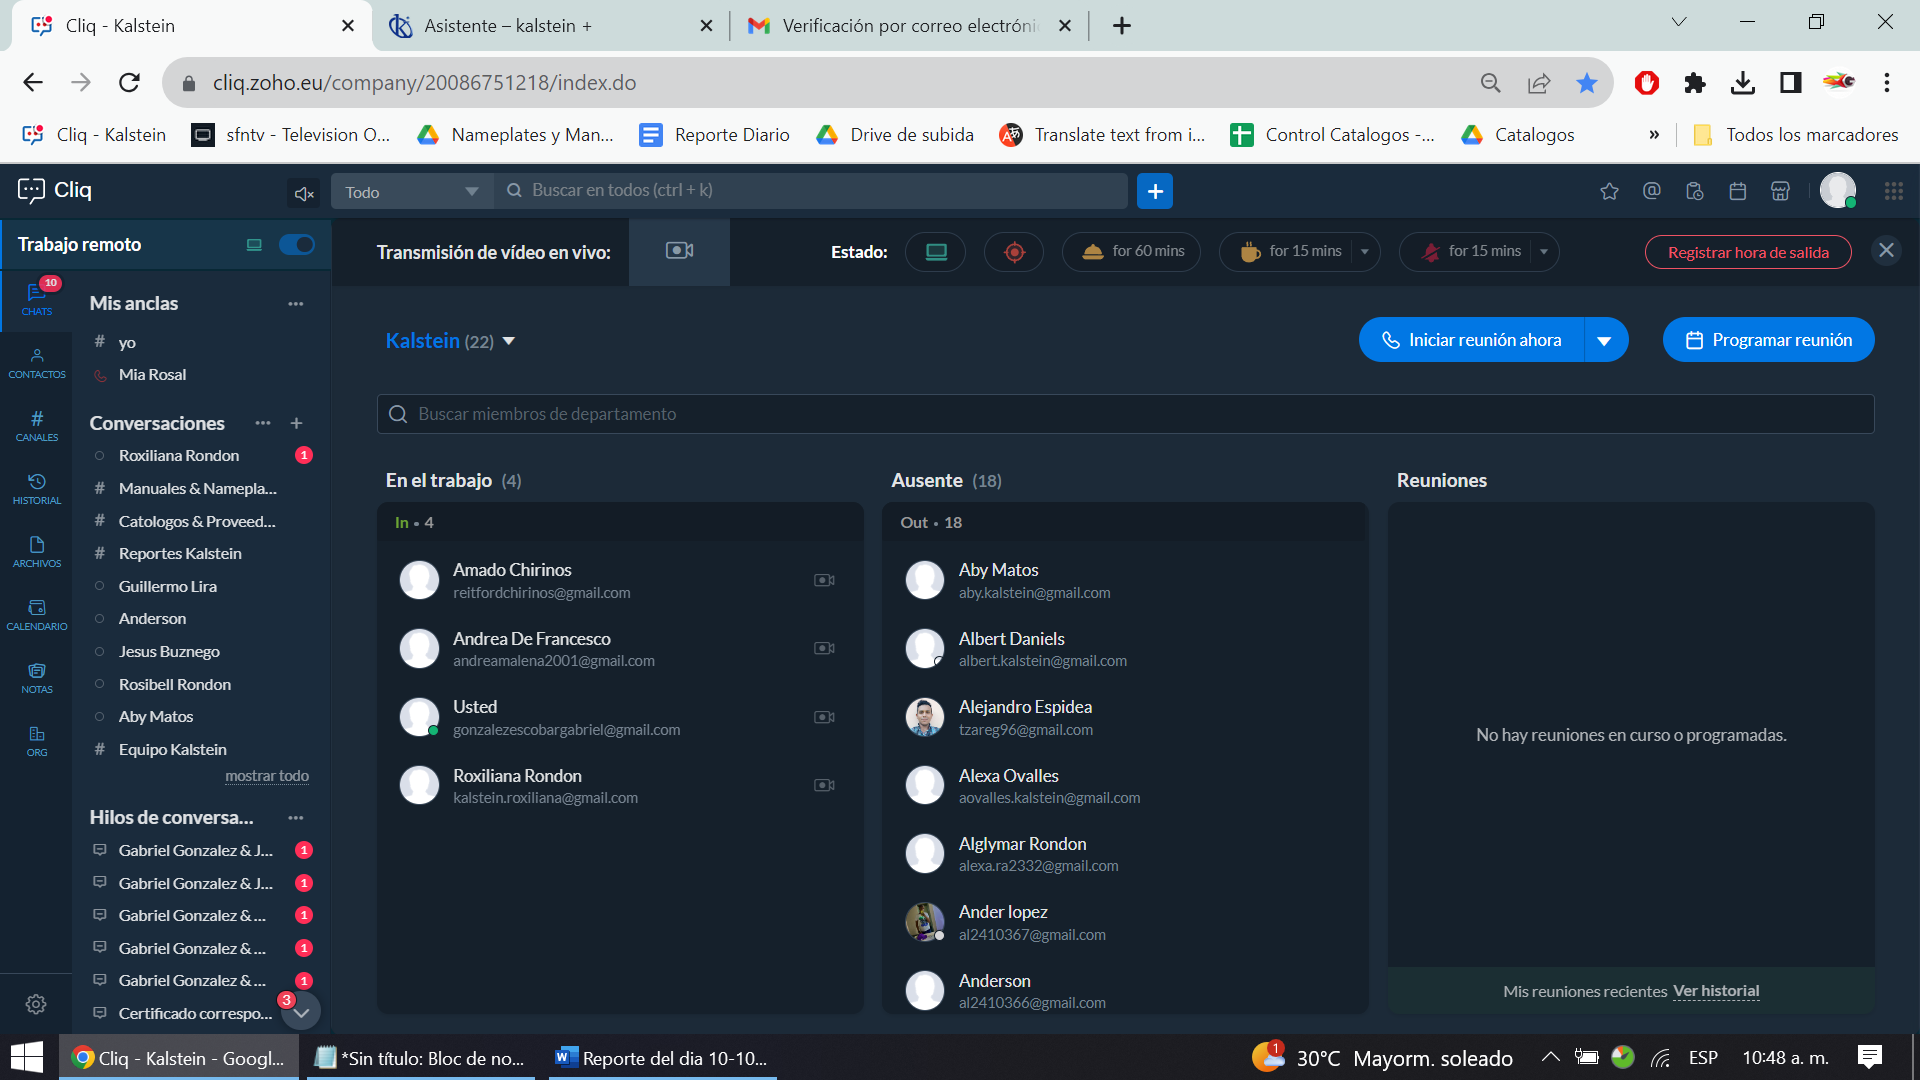 Cliq - Kalstein
Asistente – kalstein +
Verificación por correo electróni
cliq.zoho.eu/company/20086751218/index.do
Cliq - Kalstein
sfntv - Television O...
Nameplates y Man...
Reporte Diario
Drive de subida
Translate text from i...
Control Catalogos -...
Catalogos
»
Todos los marcadores
Cliq
Todo
Buscar en todos (ctrl + k)
Trabajo remoto
Transmisión de vídeo en vivo:
Estado:
for 60 mins
for 15 mins
for 15 mins
Registrar hora de salida
10
CHATS
CONTACTOS
CANALES
HISTORIAL
ARCHIVOS
CALENDARIO
NOTAS
ORG
Mis anclas
# yo
Mia Rosal
Conversaciones
Roxiliana Rondon 1
# Manuales & Namepla...
# Catologos & Proveed...
# Reportes Kalstein
Guillermo Lira
Anderson
Jesus Buznego
Rosibell Rondon
Aby Matos
# Equipo Kalstein
mostrar todo
Hilos de conversa...
Gabriel Gonzalez & J... 1
Gabriel Gonzalez & J... 1
Gabriel Gonzalez & ... 1
Gabriel Gonzalez & ... 1
Gabriel Gonzalez & ... 1
Certificado correspo...
3
Kalstein (22)
Iniciar reunión ahora
Programar reunión
Buscar miembros de departamento
En el trabajo (4)
In • 4
Amado Chirinos
reitfordchirinos@gmail.com
Andrea De Francesco
andreamalena2001@gmail.com
Usted
gonzalezescobargabriel@gmail.com
Roxiliana Rondon
kalstein.roxiliana@gmail.com
Ausente (18)
Out • 18
Aby Matos
aby.kalstein@gmail.com
Albert Daniels
albert.kalstein@gmail.com
Alejandro Espidea
tzareg96@gmail.com
Alexa Ovalles
aovalles.kalstein@gmail.com
Alglymar Rondon
alexa.ra2332@gmail.com
Ander lopez
al2410367@gmail.com
Anderson
al2410366@gmail.com
Reuniones
No hay reuniones en curso o programadas.
Mis reuniones recientes Ver historial
Cliq - Kalstein - Googl...
*Sin título: Bloc de no...
Reporte del dia 10-10...
1
30°C Mayorm. soleado
ESP
10:48 a. m.